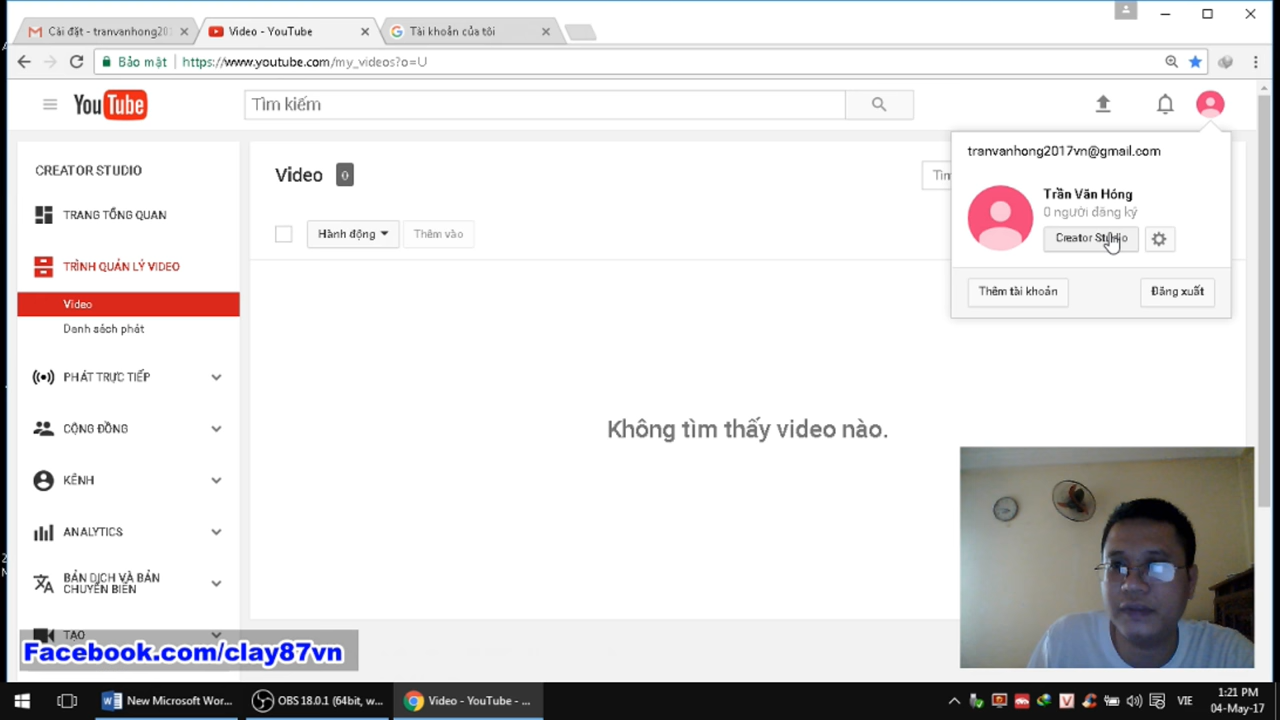 Cài đặt - tranvanhong201
Video - YouTube
Tài khoản của tôi
Bảo mật
https://www.youtube.com/my_videos?o=U
YouTube
Tìm kiếm
tranvanhong2017vn@gmail.com
Trần Văn Hóng
0 người đăng ký
Creator Studio
Thêm tài khoản
Đăng xuất
CREATOR STUDIO
TRANG TỔNG QUAN
TRÌNH QUẢN LÝ VIDEO
Video
Danh sách phát
PHÁT TRỰC TIẾP
CỘNG ĐỒNG
KÊNH
ANALYTICS
BẢN DỊCH VÀ BẢN
CHUYỂN BIÊN
TẠO
Video 0
Hành động
Thêm vào
Không tìm thấy video nào.
Facebook.com/clay87vn
New Microsoft Wor...
OBS 18.0.1 (64bit, w...
Video - YouTube - ...
VIE
1:21 PM
04-May-17